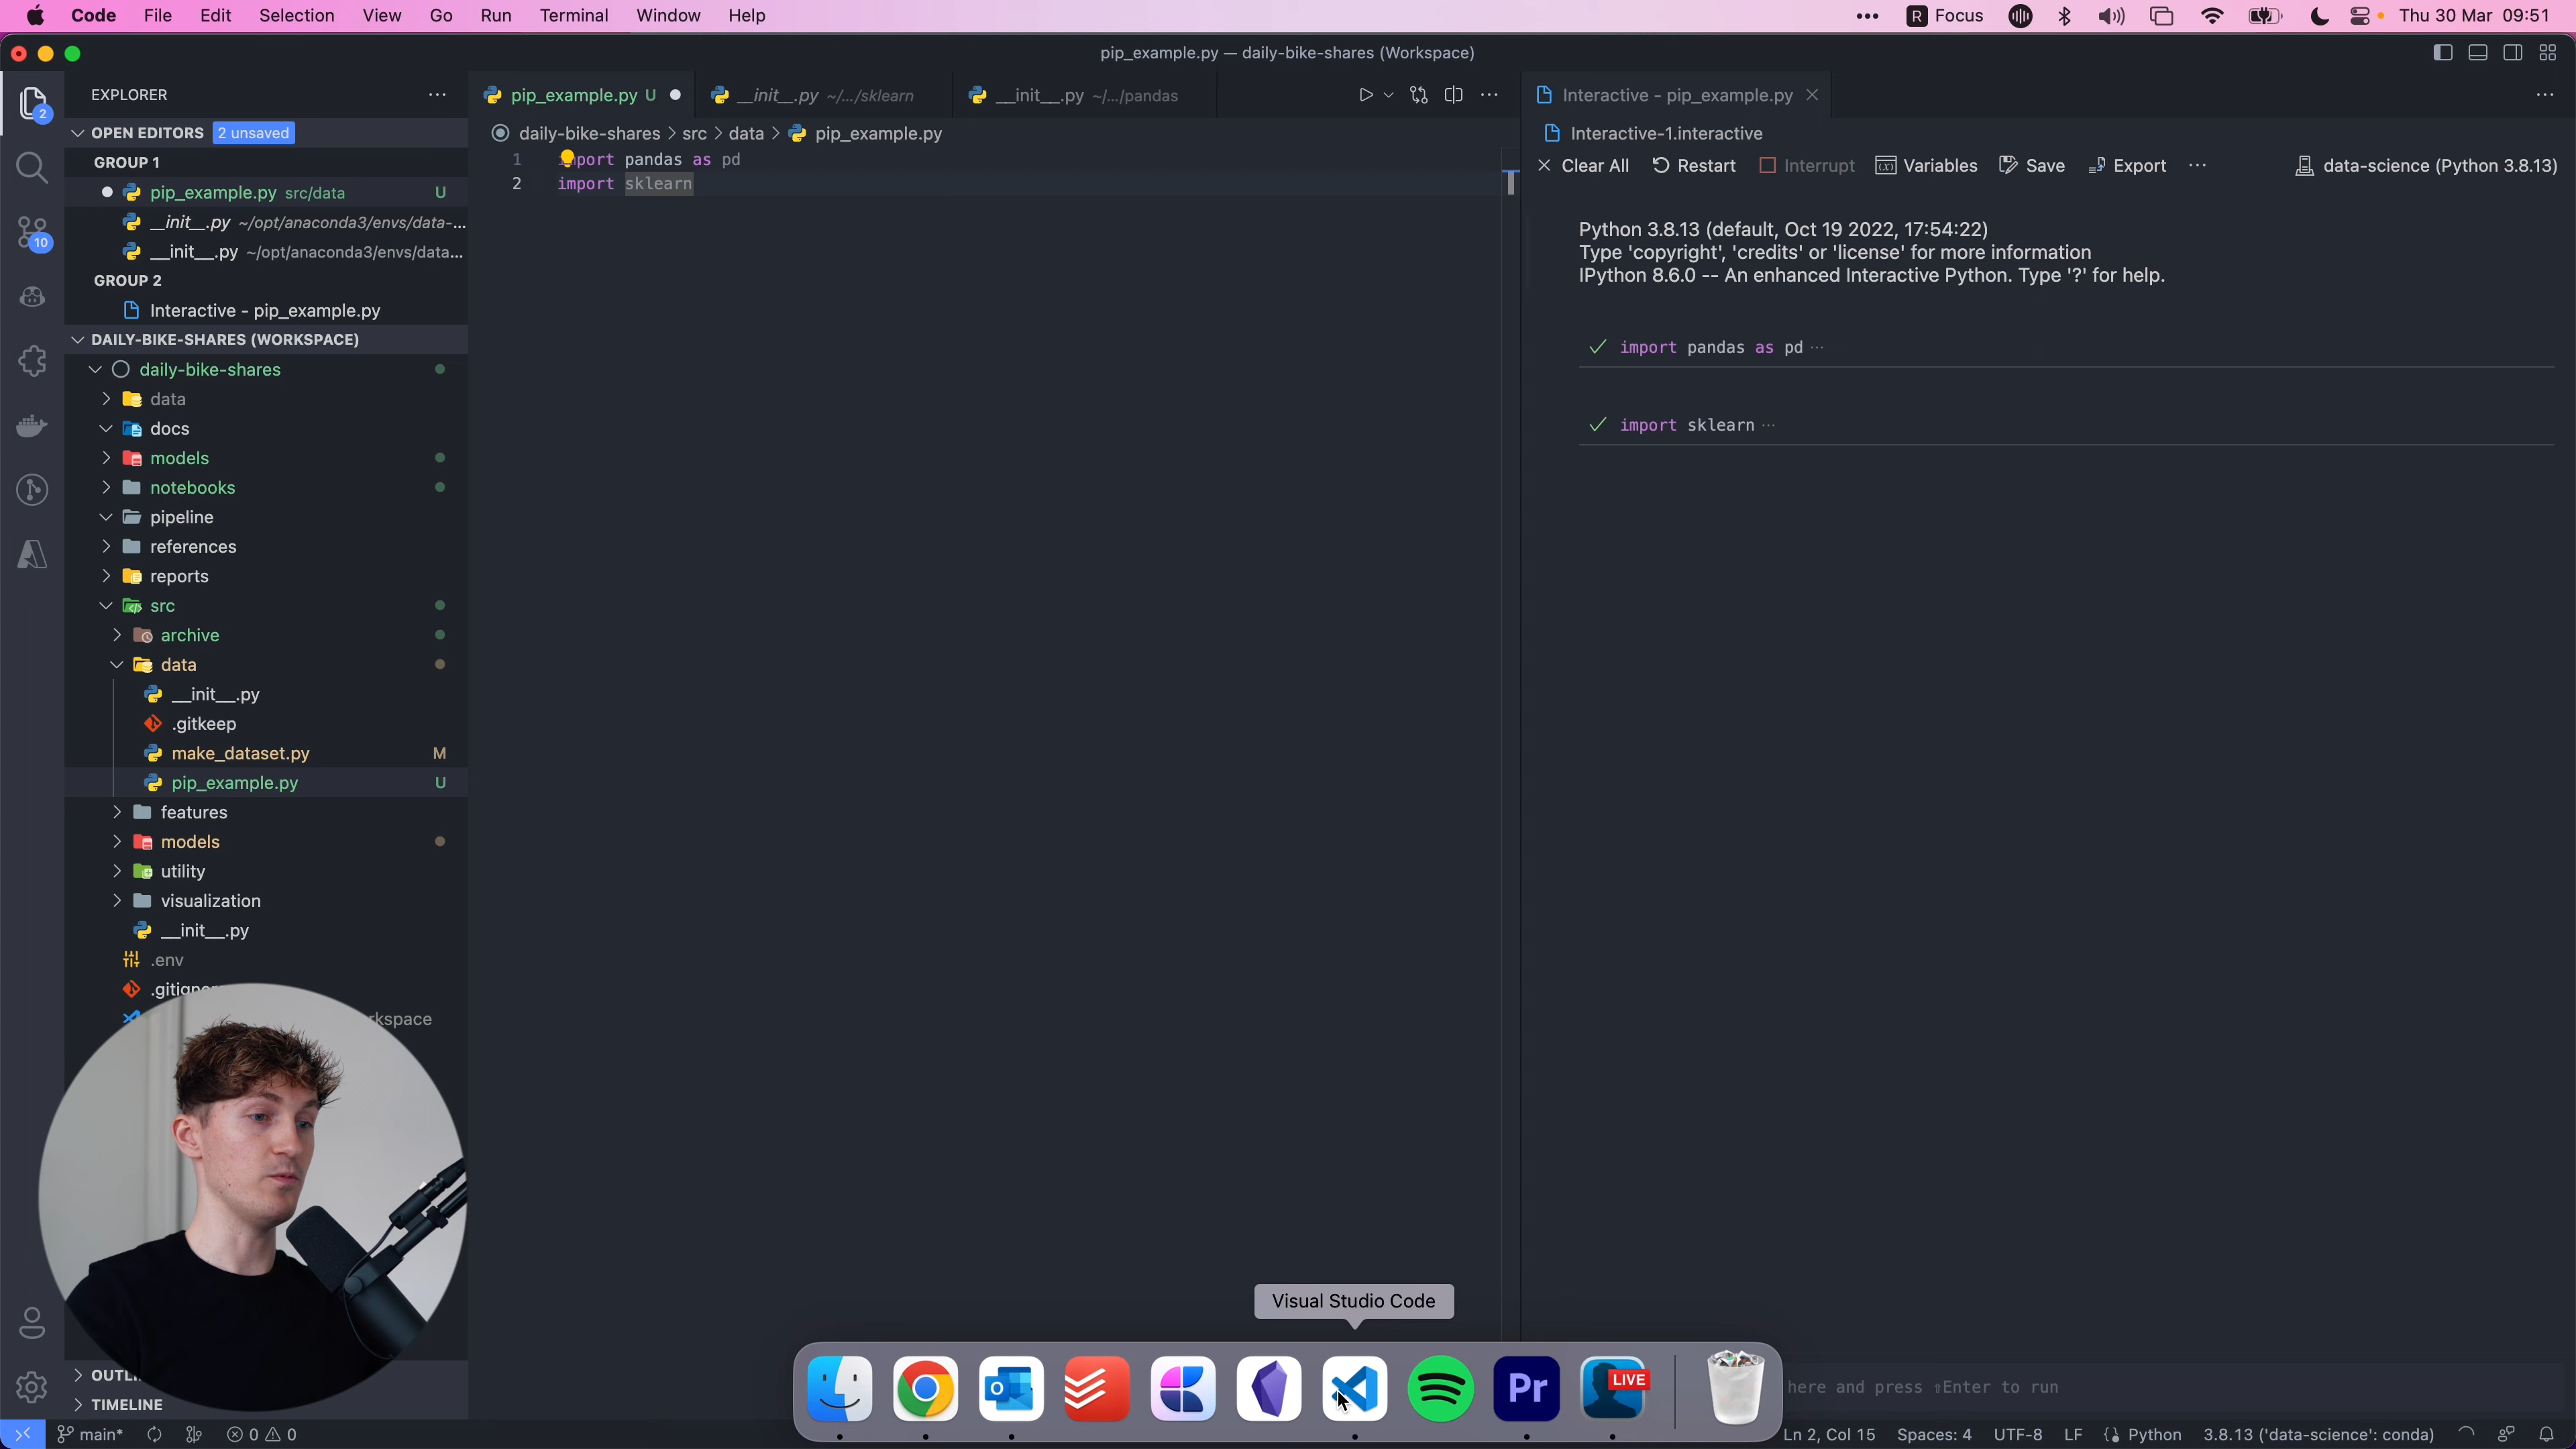 Code File Edit Selection View Go Run Terminal Window Help
R Focus Thu 30 Mar 09:51
pip_example.py — daily-bike-shares (Workspace)
EXPLORER
2
OPEN EDITORS 2 unsaved
GROUP 1
pip_example.py src/data U
__init__.py ~/opt/anaconda3/envs/data-...
10
__init__.py ~/opt/anaconda3/envs/data...
GROUP 2
Interactive - pip_example.py
DAILY-BIKE-SHARES (WORKSPACE)
daily-bike-shares
data
docs
models
notebooks
pipeline
references
reports
src
archive
data
__init__.py
.gitkeep
make_dataset.py M
pip_example.py U
features
models
utility
visualization
__init__.py
.env
OUTLI
TIMELINE
pip_example.py U
__init__.py ~/.../sklearn
__init__.py ~/.../pandas
daily-bike-shares > src > data > pip_example.py
1 import pandas as pd
2 import sklearn
Interactive - pip_example.py
Interactive-1.interactive
Clear All Restart Interrupt Variables Save Export ··· data-science (Python 3.8.13)
Python 3.8.13 (default, Oct 19 2022, 17:54:22)
Type 'copyright', 'credits' or 'license' for more information
IPython 8.6.0 -- An enhanced Interactive Python. Type '?' for help.
import pandas as pd ···
import sklearn ···
Visual Studio Code
Pr
LIVE
here and press ⇧Enter to run
main* 0 0
Ln 2, Col 15 Spaces: 4 UTF-8 LF Python 3.8.13 ('data-science': conda)